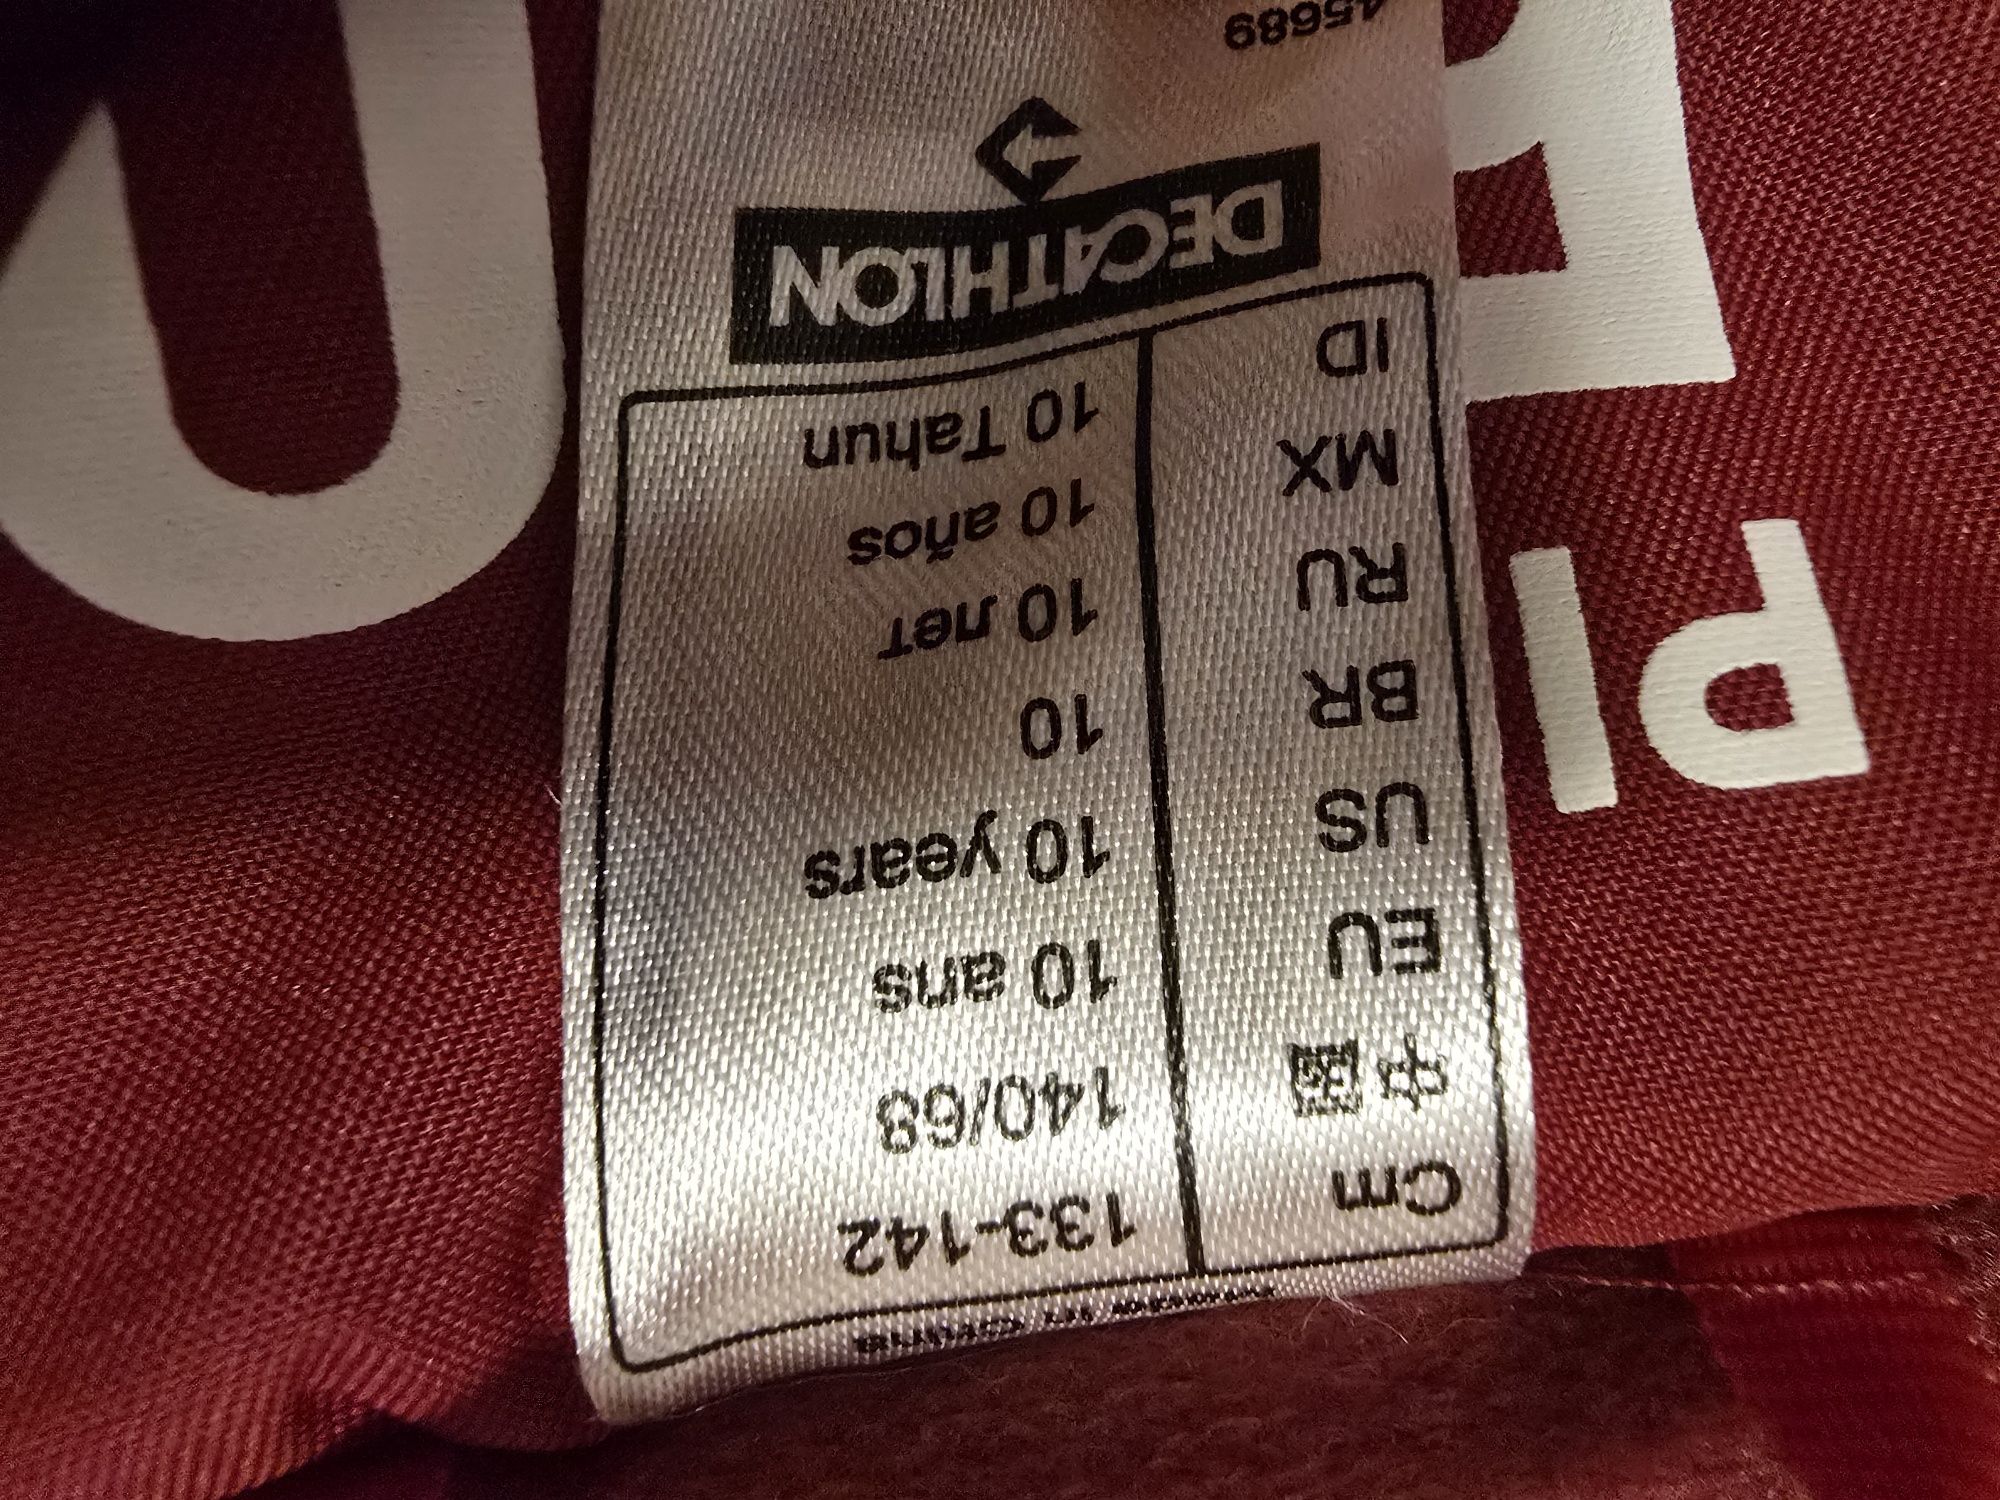 Cm 133-142
中国 140/68
EU 10 ans
US 10 years
BR 10
RU 10 лет
MX 10 años
ID 10 Tahun
DECATHLON
45689
PI